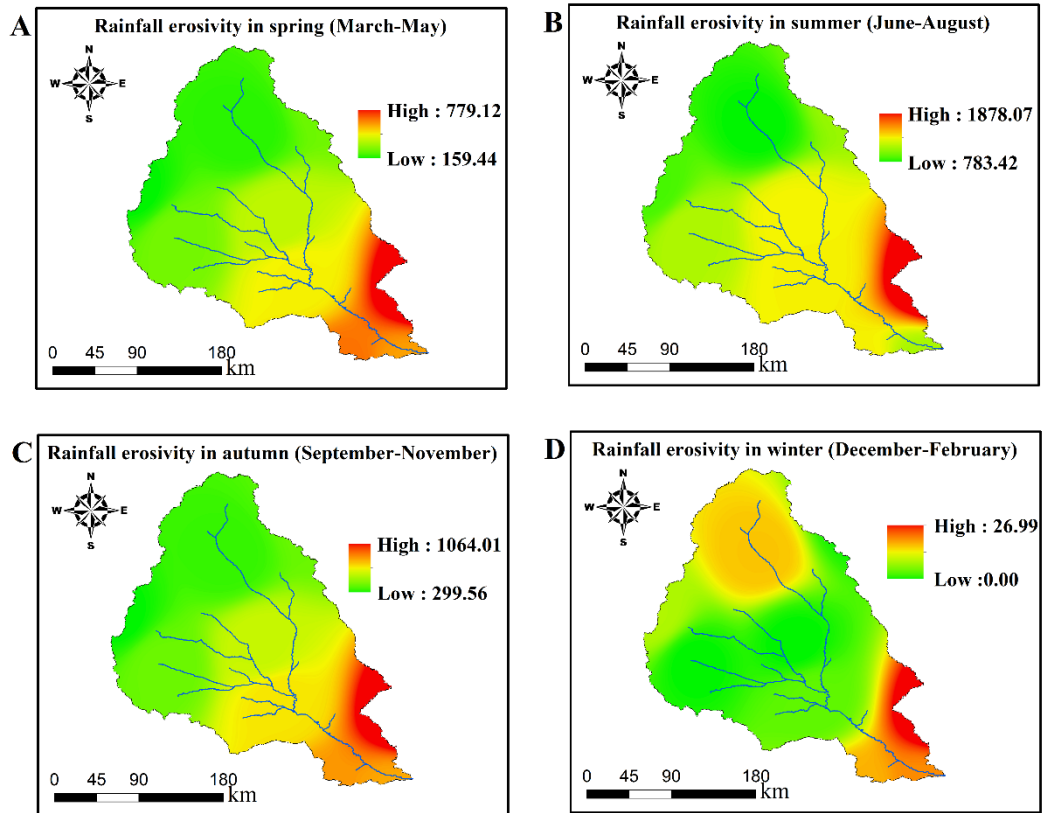 A
Rainfall erosivity in spring (March-May)
N
W E
S
High : 779.12
Low : 159.44
0 45 90 180
km
B
Rainfall erosivity in summer (June-August)
N
W E
S
High : 1878.07
Low : 783.42
0 45 90 180
km
C
Rainfall erosivity in autumn (September-November)
N
W E
S
High : 1064.01
Low : 299.56
0 45 90 180
km
D
Rainfall erosivity in winter (December-February)
N
W E
S
High : 26.99
Low :0.00
0 45 90 180
km